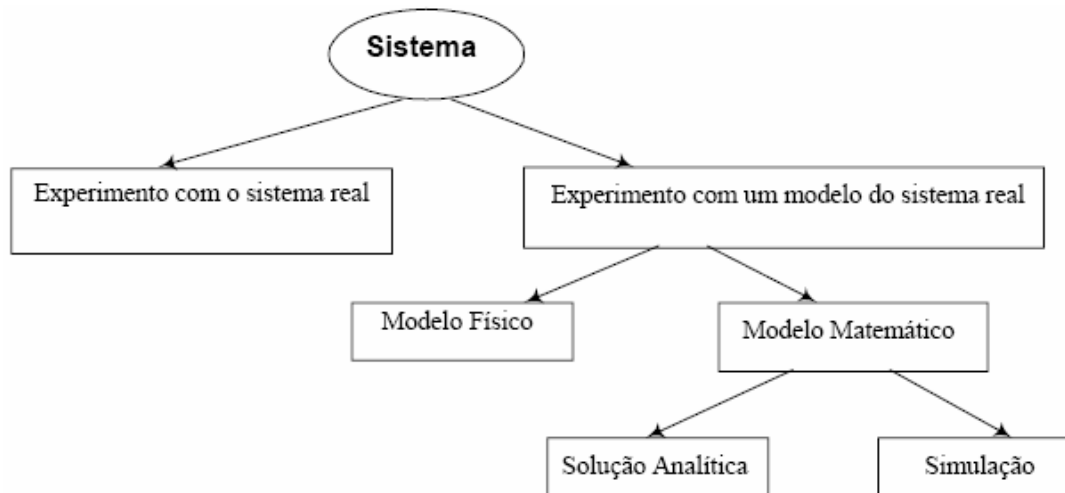 Sistema
Experimento com o sistema real
Experimento com um modelo do sistema real
Modelo Físico
Modelo Matemático
Solução Analítica
Simulação